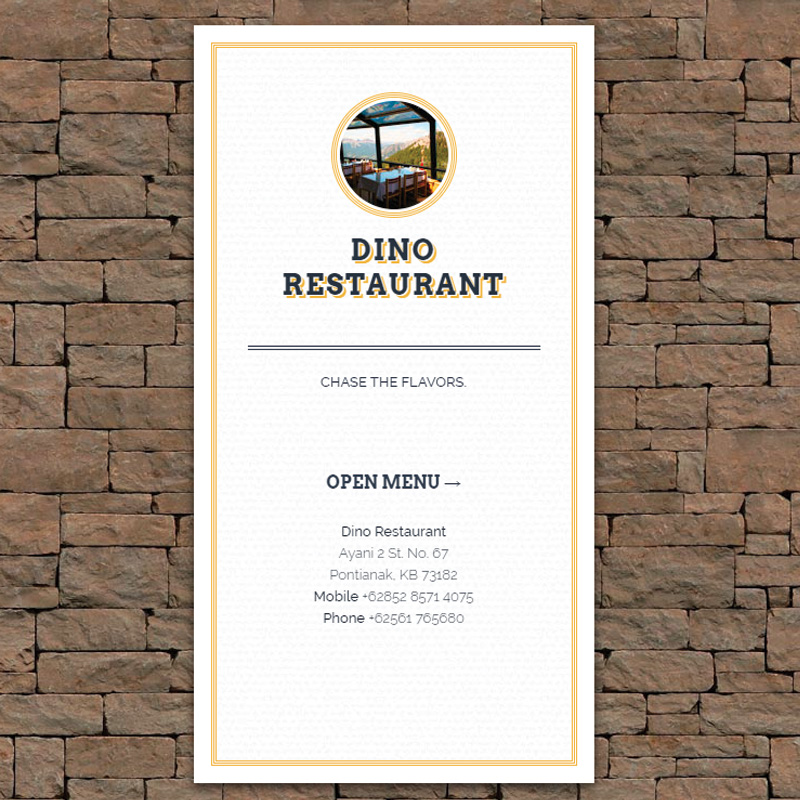 DINO
RESTAURANT
CHASE THE FLAVORS.
OPEN MENU →
Dino Restaurant
Ayani 2 St. No. 67
Pontianak, KB 73182
Mobile +62852 8571 4075
Phone +62561 765680